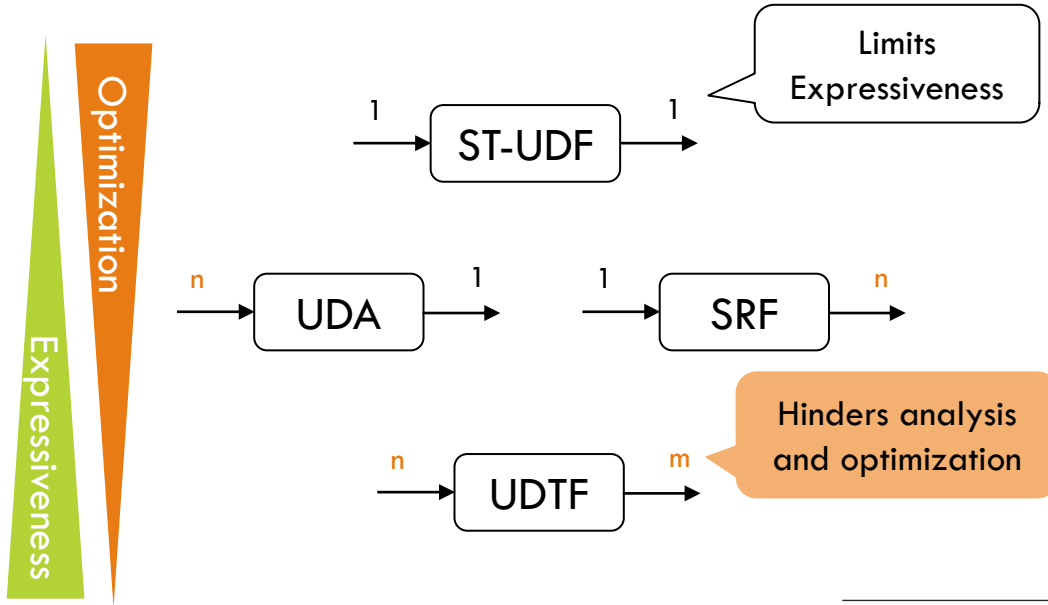 Optimization
Expressiveness
Limits
Expressiveness
1
ST-UDF
1
n
UDA
1
1
SRF
n
Hinders analysis
and optimization
n
UDTF
m